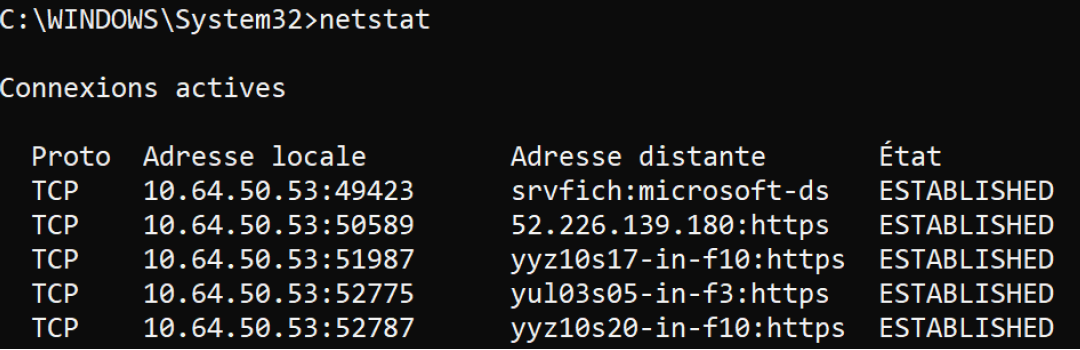 C:\WINDOWS\System32>netstat
Connexions actives
Proto Adresse locale Adresse distante État
TCP 10.64.50.53:49423 srvfich:microsoft-ds ESTABLISHED
TCP 10.64.50.53:50589 52.226.139.180:https ESTABLISHED
TCP 10.64.50.53:51987 yyz10s17-in-f10:https ESTABLISHED
TCP 10.64.50.53:52775 yul03s05-in-f3:https ESTABLISHED
TCP 10.64.50.53:52787 yyz10s20-in-f10:https ESTABLISHED